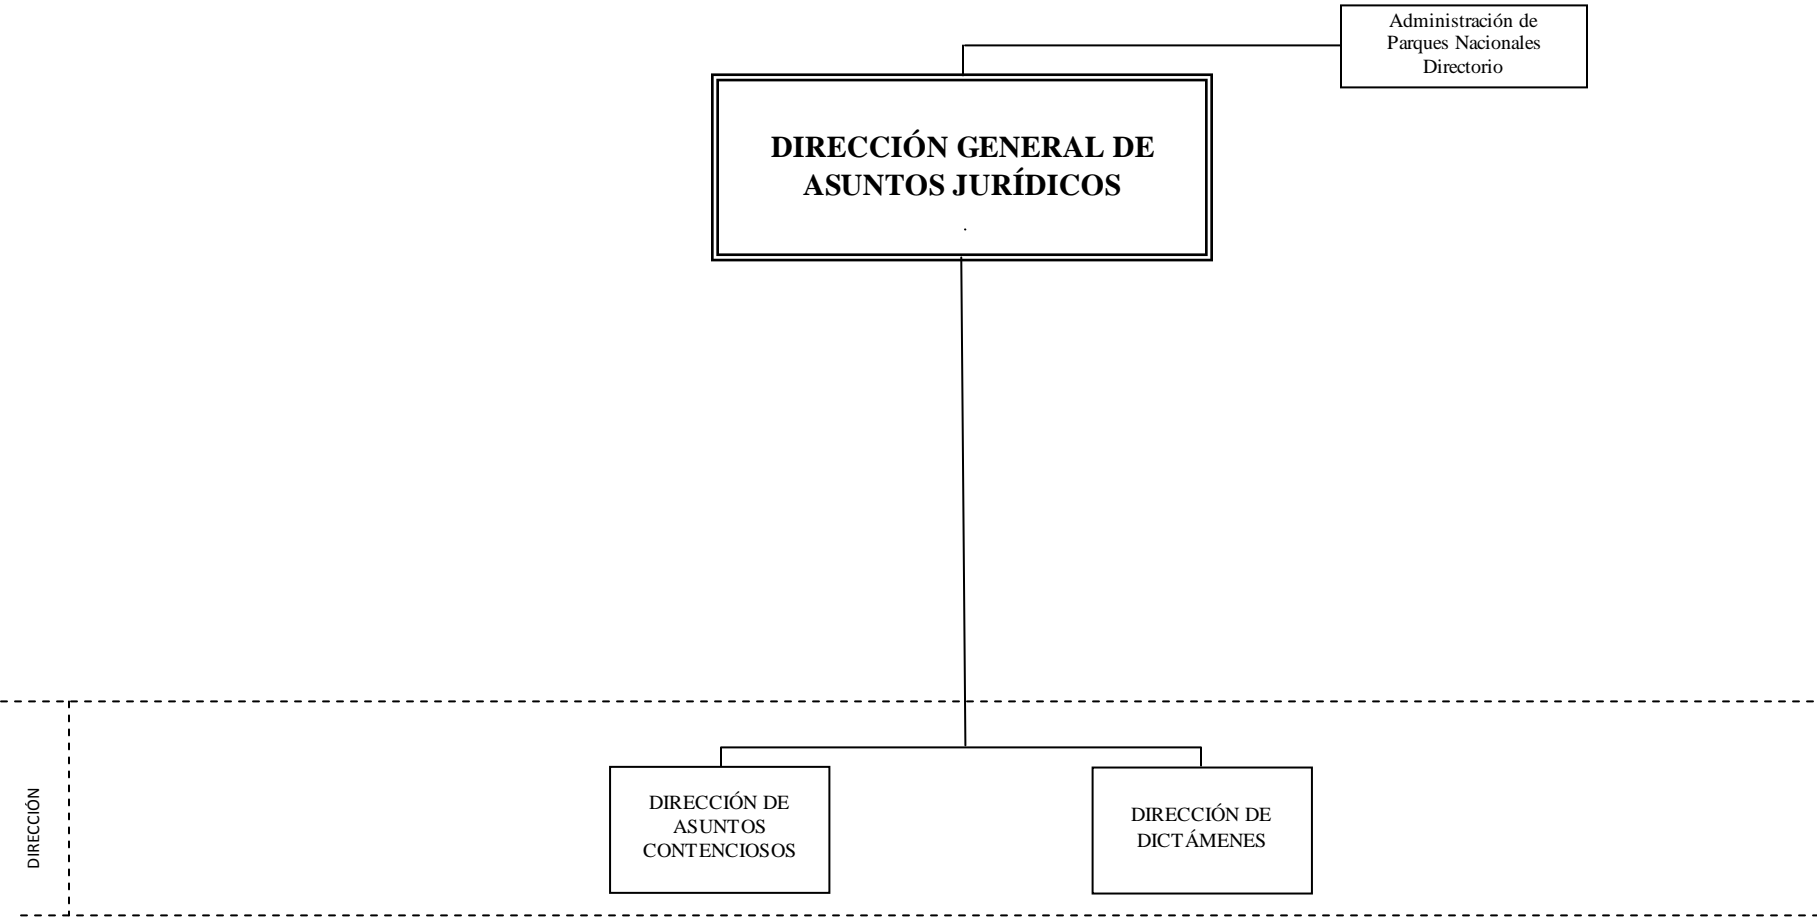 Administración de
Parques Nacionales
Directorio
DIRECCIÓN GENERAL DE
ASUNTOS JURÍDICOS
.
DIRECCIÓN
DIRECCIÓN DE
ASUNTOS
CONTENCIOSOS
DIRECCIÓN DE
DICTÁMENES